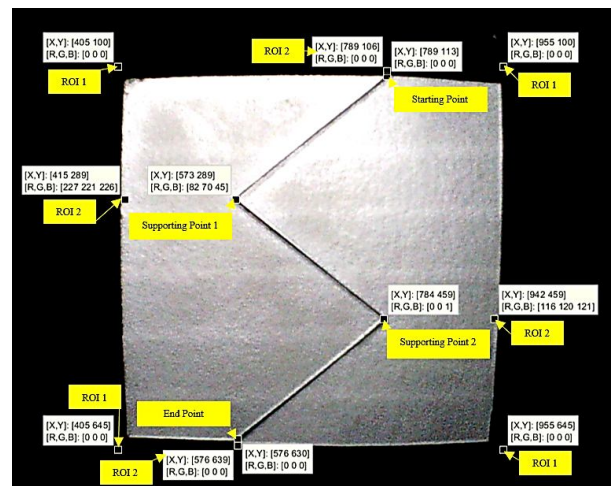 [X,Y]: [405 100]
[R,G,B]: [0 0 0]
ROI 1
ROI 2
[X,Y]: [789 106]
[R,G,B]: [0 0 0]
[X,Y]: [789 113]
[R,G,B]: [0 0 0]
Starting Point
[X,Y]: [955 100]
[R,G,B]: [0 0 0]
ROI 1
[X,Y]: [415 289]
[R,G,B]: [227 221 226]
ROI 2
[X,Y]: [573 289]
[R,G,B]: [82 70 45]
Supporting Point 1
[X,Y]: [784 459]
[R,G,B]: [0 0 1]
Supporting Point 2
[X,Y]: [942 459]
[R,G,B]: [116 120 121]
ROI 2
ROI 1
[X,Y]: [405 645]
[R,G,B]: [0 0 0]
End Point
ROI 2
[X,Y]: [576 639]
[R,G,B]: [0 0 0]
[X,Y]: [576 630]
[R,G,B]: [0 0 0]
[X,Y]: [955 645]
[R,G,B]: [0 0 0]
ROI 1